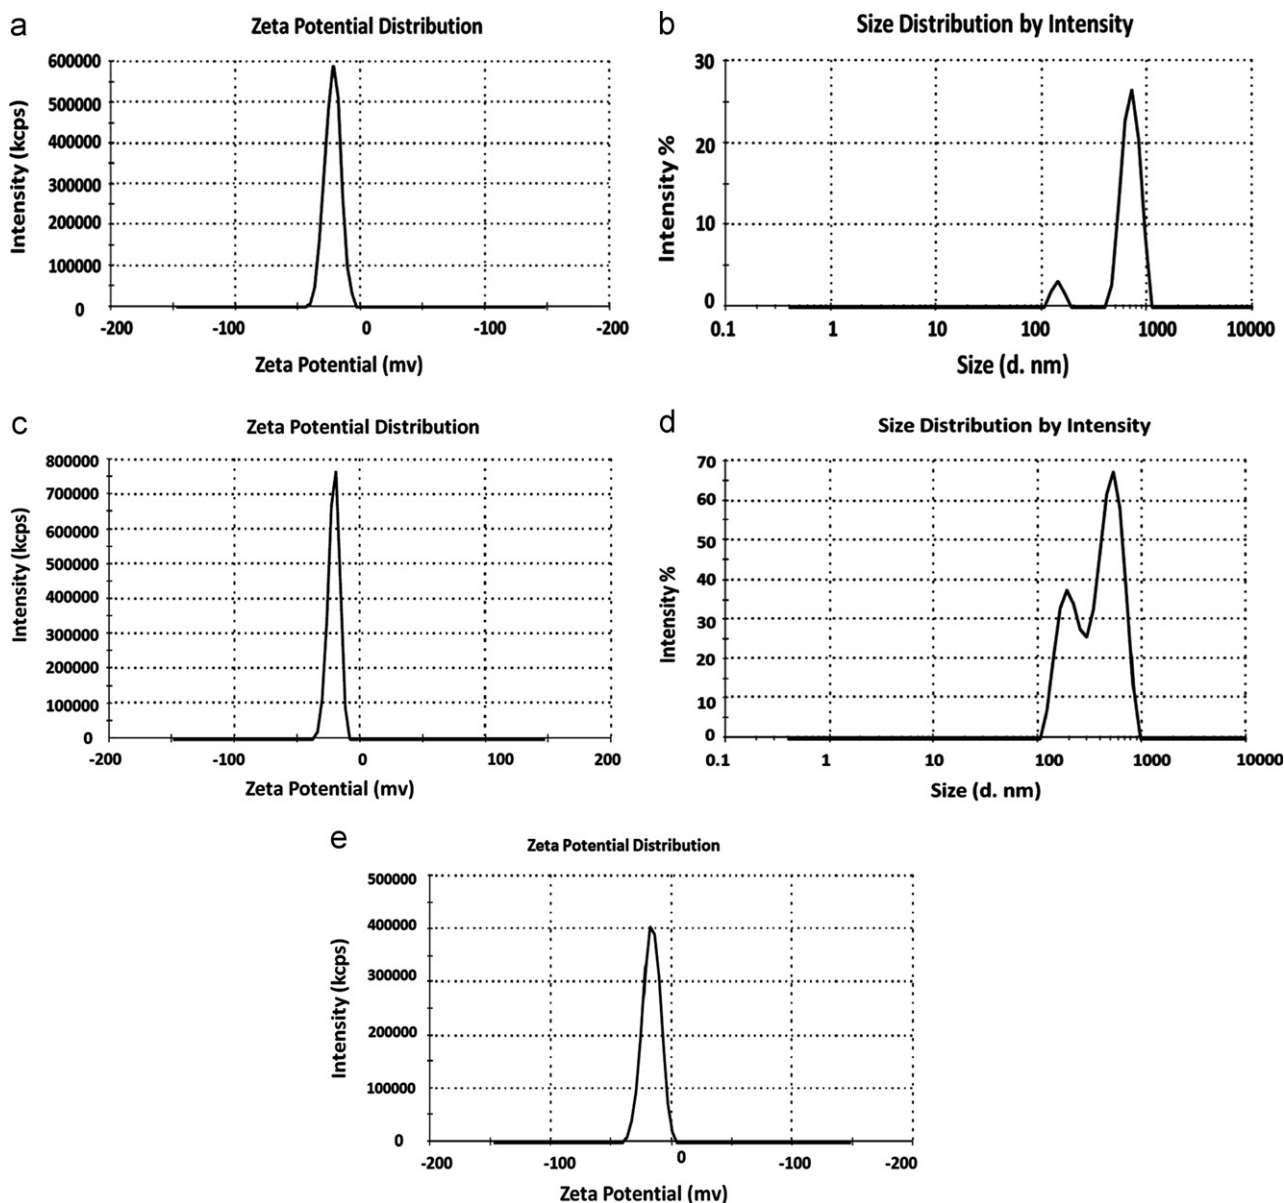 a
Zeta Potential Distribution
600000
500000
400000
300000
200000
100000
0
Intensity (kcps)
-200 -100 0 -100 -200
Zeta Potential (mv)
b
Size Distribution by Intensity
30
20
10
0
Intensity %
0.1 1 10 100 1000 10000
Size (d. nm)
c
Zeta Potential Distribution
800000
700000
600000
500000
400000
300000
200000
100000
0
Intensity (kcps)
-200 -100 0 100 200
Zeta Potential (mv)
d
Size Distribution by Intensity
70
60
50
40
30
20
10
0
Intensity %
0.1 1 10 100 1000 10000
Size (d. nm)
e
Zeta Potential Distribution
500000
400000
300000
200000
100000
0
Intensity (kcps)
-200 -100 0 -100 -200
Zeta Potential (mv)